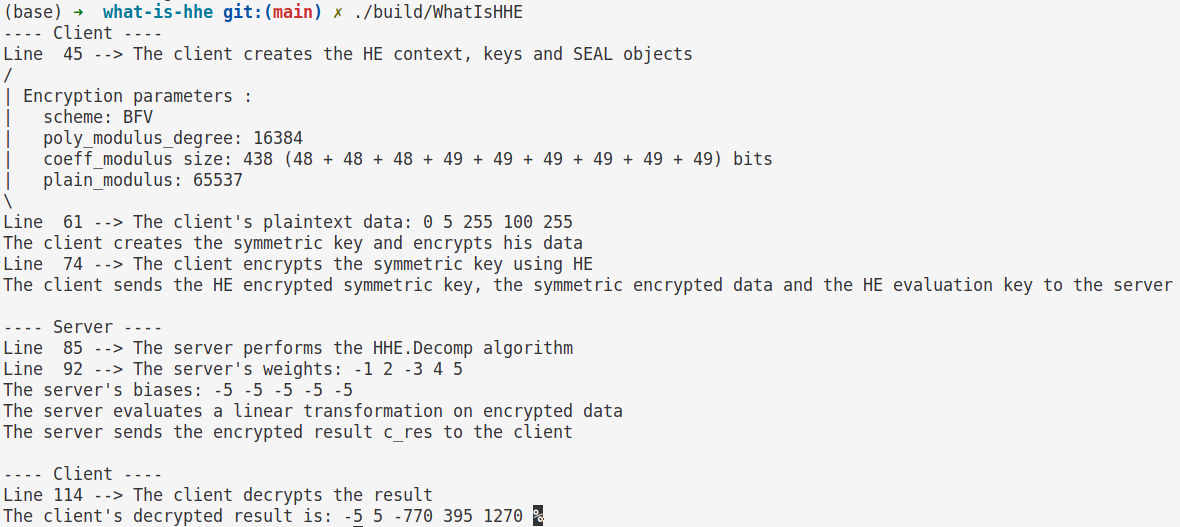 (base) ➜  what-is-hhe git:(main) ✗ ./build/WhatIsHHE
---- Client ----
Line  45 --> The client creates the HE context, keys and SEAL objects
/
| Encryption parameters :
|   scheme: BFV
|   poly_modulus_degree: 16384
|   coeff_modulus size: 438 (48 + 48 + 48 + 49 + 49 + 49 + 49 + 49 + 49) bits
|   plain_modulus: 65537
\
Line  61 --> The client's plaintext data: 0 5 255 100 255
The client creates the symmetric key and encrypts his data
Line  74 --> The client encrypts the symmetric key using HE
The client sends the HE encrypted symmetric key, the symmetric encrypted data and the HE evaluation key to the server

---- Server ----
Line  85 --> The server performs the HHE.Decomp algorithm
Line  92 --> The server's weights: -1 2 -3 4 5
The server's biases: -5 -5 -5 -5 -5
The server evaluates a linear transformation on encrypted data
The server sends the encrypted result c_res to the client

---- Client ----
Line 114 --> The client decrypts the result
The client's decrypted result is: -5 5 -770 395 1270 %